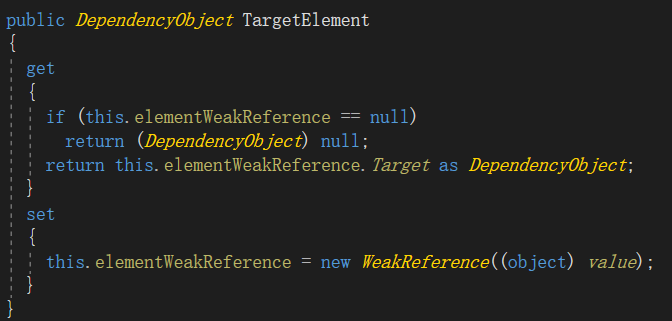 public DependencyObject TargetElement
{
get
{
if (this.elementWeakReference == null)
return (DependencyObject) null;
return this.elementWeakReference.Target as DependencyObject;
}
set
{
this.elementWeakReference = new WeakReference((object) value);
}
}